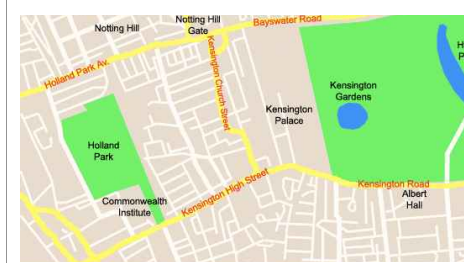 Notting Hill
Notting Hill
Gate
Bayswater Road
Holland Park Av.
Kensington Church Street
Kensington
Gardens
Kensington
Palace
Holland
Park
Commonwealth
Institute
Kensington High Street
Kensington Road
Albert
Hall
H
P